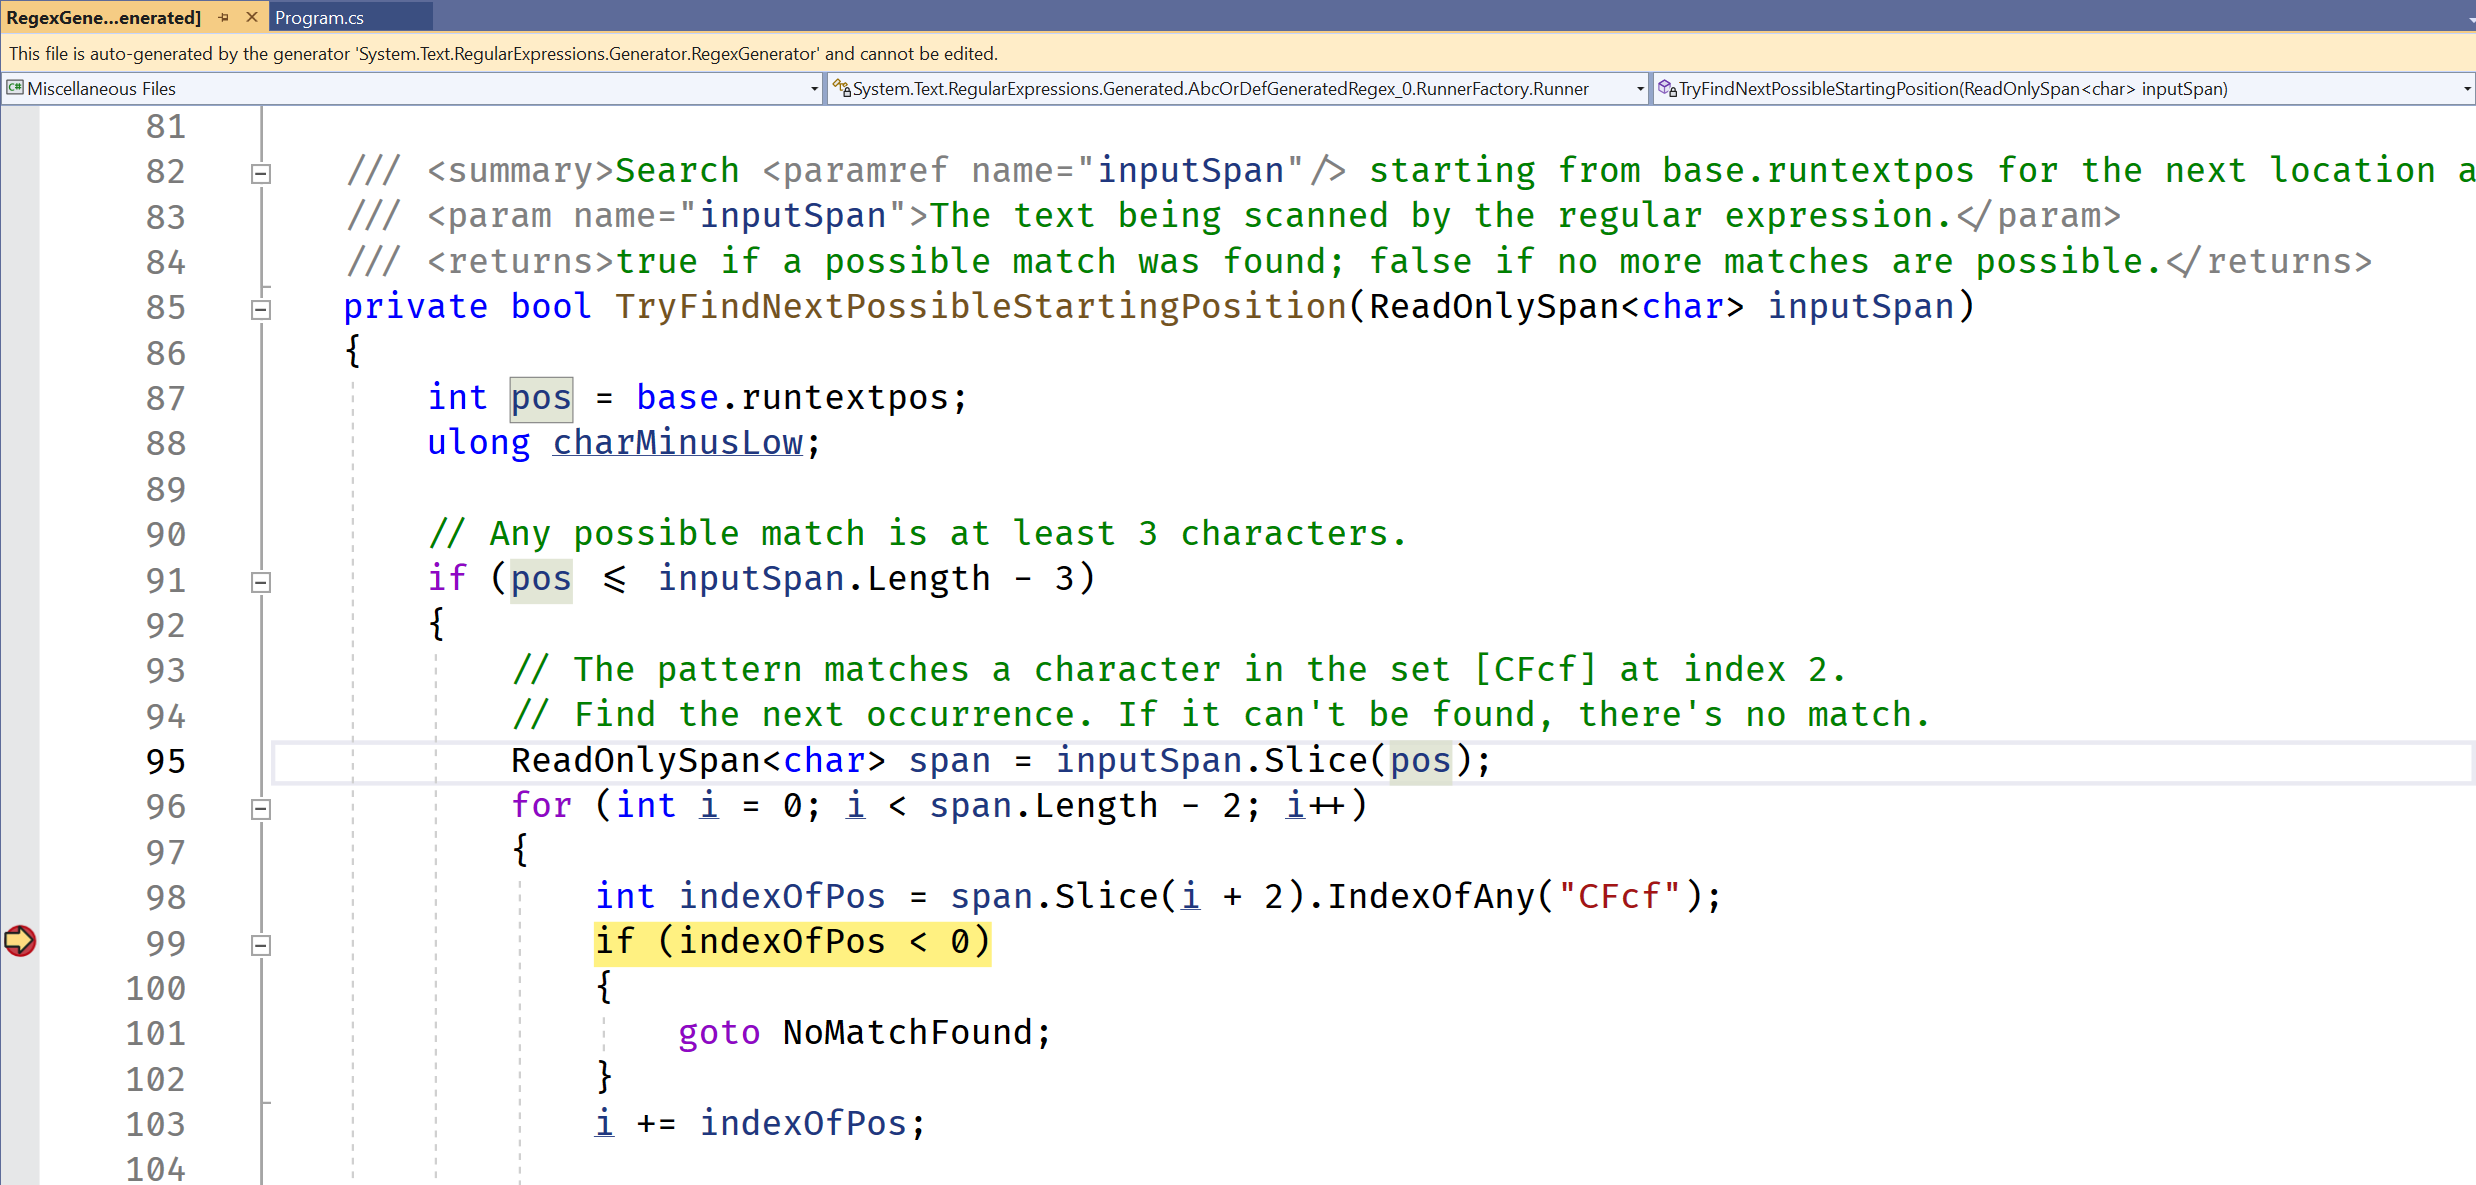 RegexGene...enerated] Program.cs
This file is auto-generated by the generator 'System.Text.RegularExpressions.Generator.RegexGenerator' and cannot be edited.
C# Miscellaneous Files System.Text.RegularExpressions.Generated.AbcOrDefGeneratedRegex_0.RunnerFactory.Runner TryFindNextPossibleStartingPosition(ReadOnlySpan<char> inputSpan)
81
82 /// <summary>Search <paramref name="inputSpan"/> starting from base.runtextpos for the next location a
83 /// <param name="inputSpan">The text being scanned by the regular expression.</param>
84 /// <returns>true if a possible match was found; false if no more matches are possible.</returns>
85 private bool TryFindNextPossibleStartingPosition(ReadOnlySpan<char> inputSpan)
86 {
87 int pos = base.runtextpos;
88 ulong charMinusLow;
89
90 // Any possible match is at least 3 characters.
91 if (pos <= inputSpan.Length - 3)
92 {
93 // The pattern matches a character in the set [CFcf] at index 2.
94 // Find the next occurrence. If it can't be found, there's no match.
95 ReadOnlySpan<char> span = inputSpan.Slice(pos);
96 for (int i = 0; i < span.Length - 2; i++)
97 {
98 int indexOfPos = span.Slice(i + 2).IndexOfAny("CFcf");
99 if (indexOfPos < 0)
100 {
101 goto NoMatchFound;
102 }
103 i += indexOfPos;
104